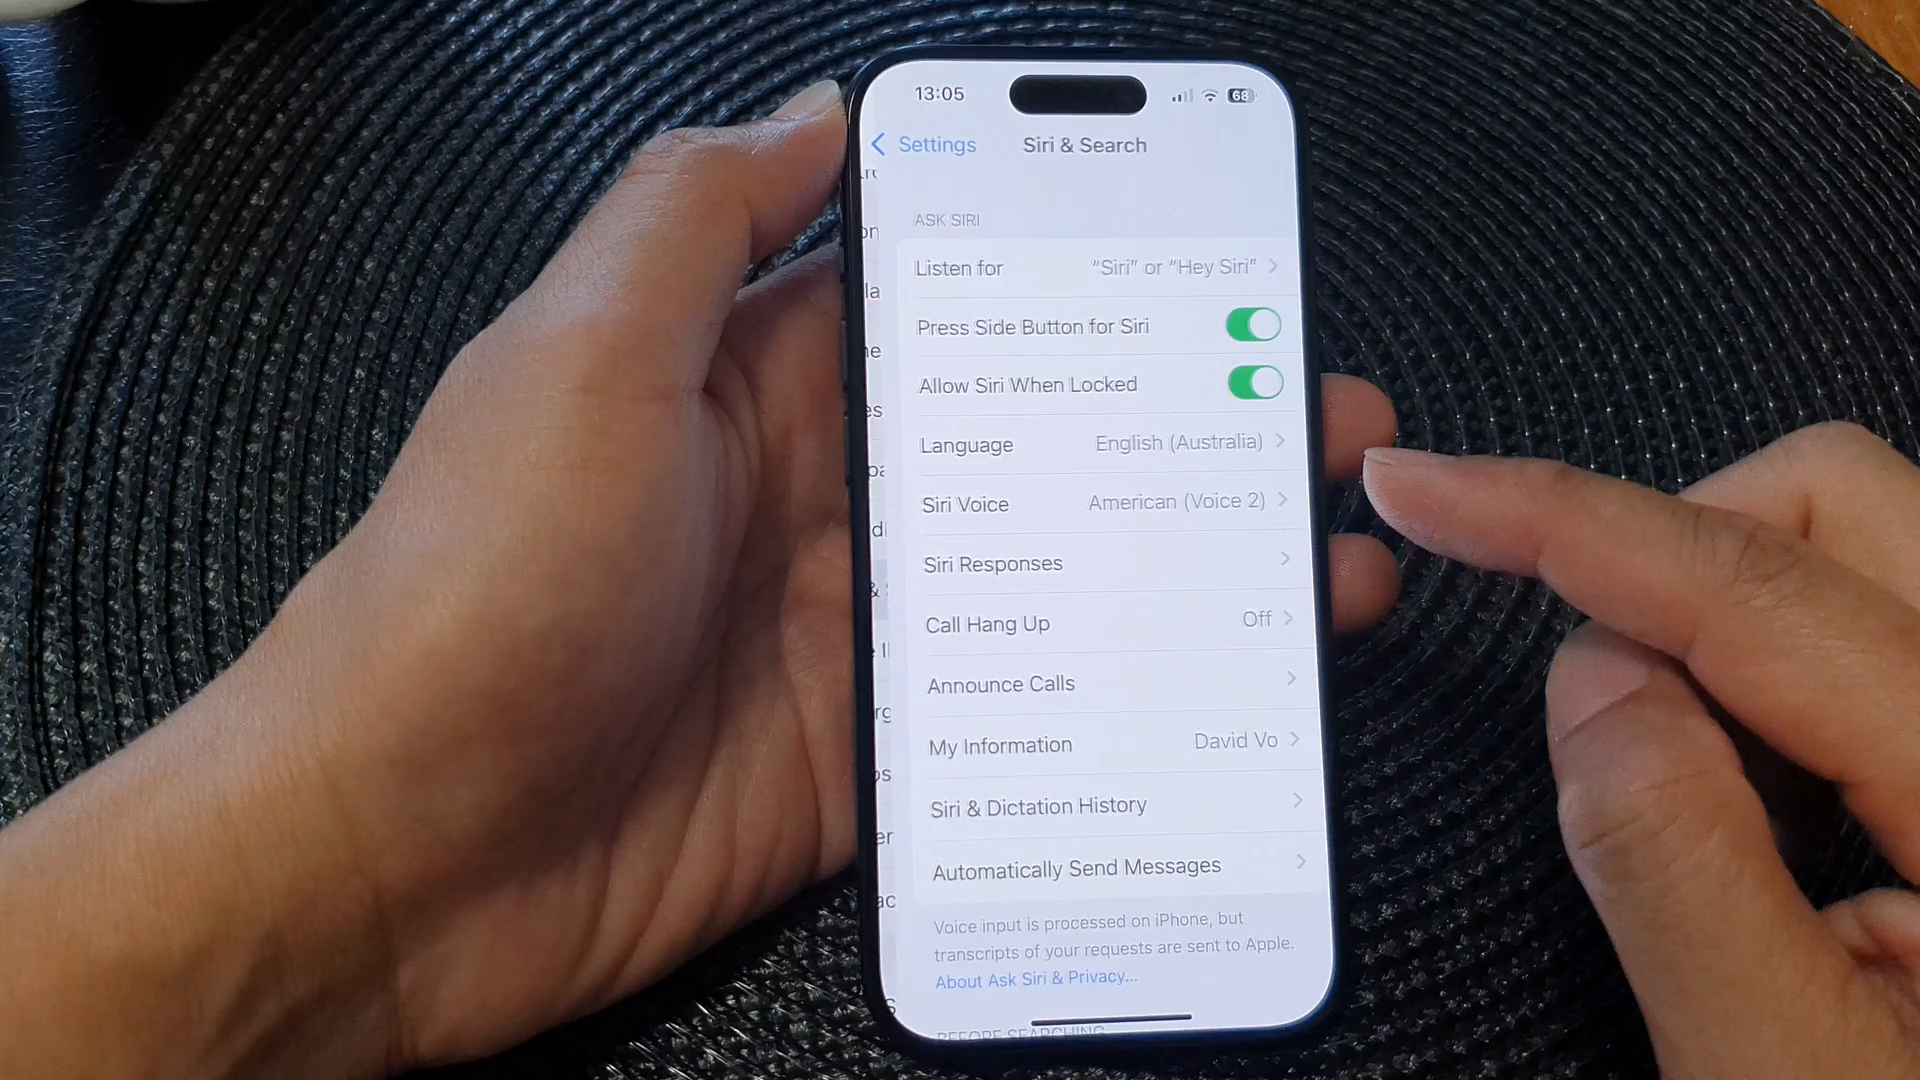 13:05
68
Settings
Siri & Search
ASK SIRI
Listen for "Siri" or "Hey Siri"
Press Side Button for Siri
Allow Siri When Locked
Language English (Australia)
Siri Voice American (Voice 2)
Siri Responses
Call Hang Up Off
Announce Calls
My Information David Vo
Siri & Dictation History
Automatically Send Messages
Voice input is processed on iPhone, but
transcripts of your requests are sent to Apple.
About Ask Siri & Privacy...
BEFORE SEARCHING